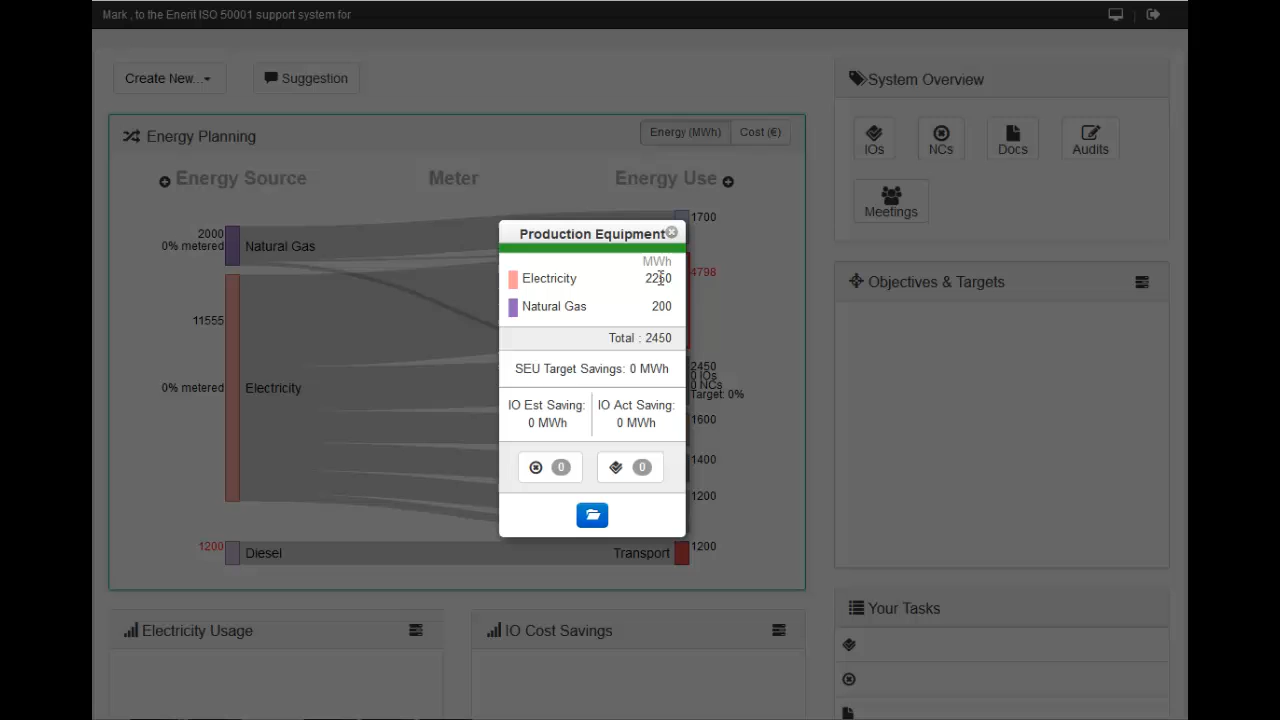 Mark , to the Enerit ISO 50001 support system for
Create New...
Suggestion
System Overview
IOs
NCs
Docs
Audits
Meetings
Energy Planning
Energy (MWh)
Cost (€)
Energy Source
Meter
Energy Use
2000
0% metered
Natural Gas
11555
0% metered
Electricity
1200
Diesel
Transport
1700
4798
2450
0 IOs
0 NCs
Target: 0%
1600
1400
1200
1200
Production Equipment
MWh
Electricity
2250
Natural Gas
200
Total : 2450
SEU Target Savings: 0 MWh
IO Est Saving:
0 MWh
IO Act Saving:
0 MWh
0
0
Objectives & Targets
Your Tasks
Electricity Usage
IO Cost Savings